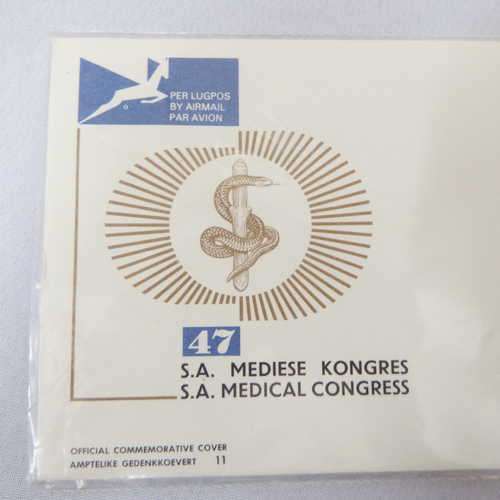 PER LUGPOS
BY AIRMAIL
PAR AVION
47
S.A. MEDIESE KONGRES
S.A. MEDICAL CONGRESS
OFFICIAL COMMEMORATIVE COVER
AMPTELIKE GEDENKKOEVERT 11